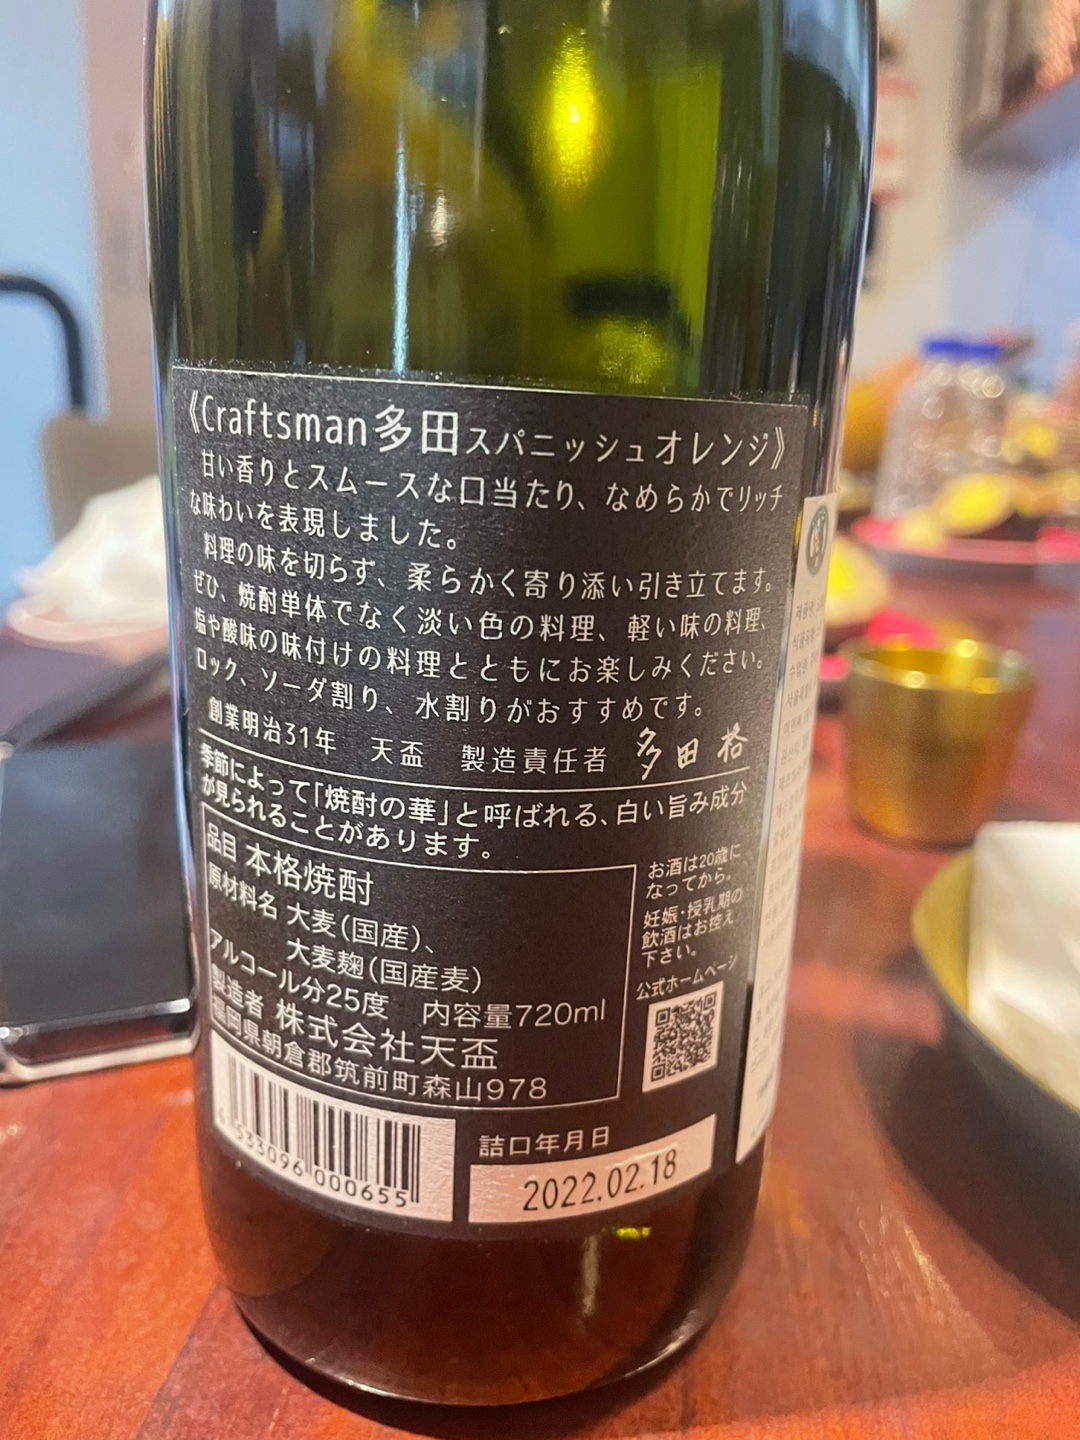 《Craftsman多田スパニッシュオレンジ》
甘い香りとスムースな口当たり、なめらかでリッチ
な味わいを表現しました。
料理の味を切らず、柔らかく寄り添い引き立てます。
ぜひ、焼酎単体でなく淡い色の料理、軽い味の料理、
塩や酸味の味付けの料理とともにお楽しみください。
ロック、ソーダ割り、水割りがおすすめです。
創業明治31年 天盃 製造責任者 多田 格
季節によって「焼酎の華」と呼ばれる、白い旨み成分
が見られることがあります。
品目 本格焼酎
原材料名 大麦(国産)、
大麦麹(国産麦)
アルコール分25度 内容量720ml
製造者 株式会社天盃
福岡県朝倉郡筑前町森山978
お酒は20歳に
なってから。
妊娠・授乳期の
飲酒はお控え
下さい。
公式ホームページ
4 533096 000655
詰口年月日
2022.02.18